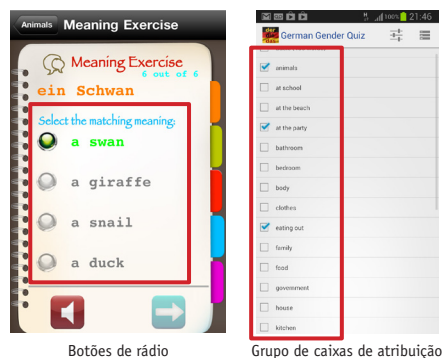 Animals
Meaning Exercise
Meaning Exercise
6 out of 6
ein Schwan
Select the matching meaning:
a swan
a giraffe
a snail
a duck
Botões de rádio
100% 21:46
der
German Gender Quiz
animals
at school
at the beach
at the party
bathroom
bedroom
body
clothes
eating out
family
food
government
house
kitchen
Grupo de caixas de atribuição